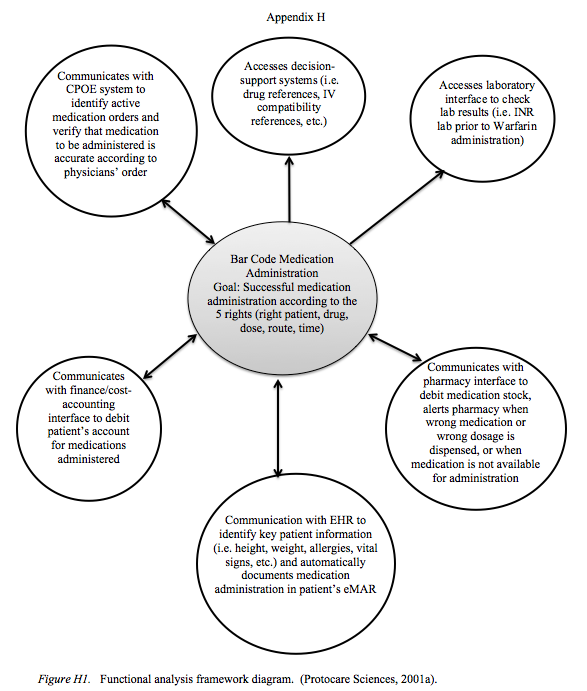 Appendix H
Communicates with
CPOE system to
identify active
medication orders and
verify that medication
to be administered is
accurate according to
physicians' order
Accesses decision-
support systems (i.e.
drug references, IV
compatibility
references, etc.)
Accesses laboratory
interface to check
lab results (i.e. INR
lab prior to Warfarin
administration)
Bar Code Medication
Administration
Goal: Successful medication
administration according to the
5 rights (right patient, drug,
dose, route, time)
Communicates
with finance/cost-
accounting
interface to debit
patient's account
for medications
administered
Communicates with
pharmacy interface to
debit medication stock,
alerts pharmacy when
wrong medication or
wrong dosage is
dispensed, or when
medication is not available
for administration
Communication with EHR to
identify key patient information
(i.e. height, weight, allergies, vital
signs, etc.) and automatically
documents medication
administration in patient's eMAR
Figure H1. Functional analysis framework diagram. (Protocare Sciences, 2001a).